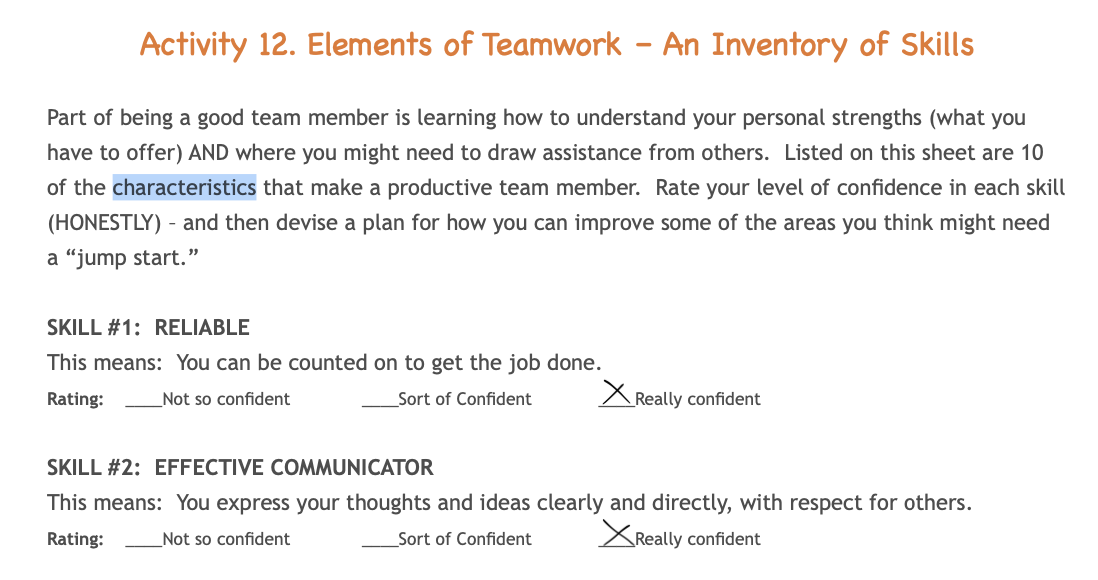 Activity 12. Elements of Teamwork – An Inventory of Skills
Part of being a good team member is learning how to understand your personal strengths (what you
have to offer) AND where you might need to draw assistance from others.  Listed on this sheet are 10
of the characteristics that make a productive team member.  Rate your level of confidence in each skill
(HONESTLY) – and then devise a plan for how you can improve some of the areas you think might need
a “jump start.”
SKILL #1:  RELIABLE
This means:  You can be counted on to get the job done.
Rating: ____Not so confident ____Sort of Confident __X__Really confident
SKILL #2:  EFFECTIVE COMMUNICATOR
This means:  You express your thoughts and ideas clearly and directly, with respect for others.
Rating: ____Not so confident ____Sort of Confident __X__Really confident